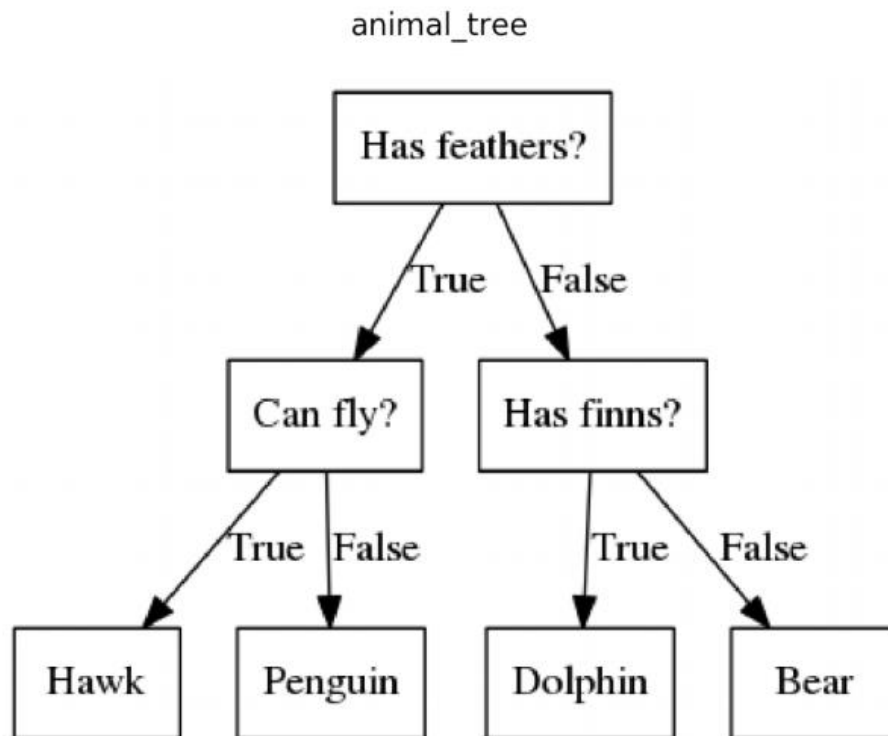 animal_tree
Has feathers?
True False
Can fly? Has finns?
True False True False
Hawk Penguin Dolphin Bear